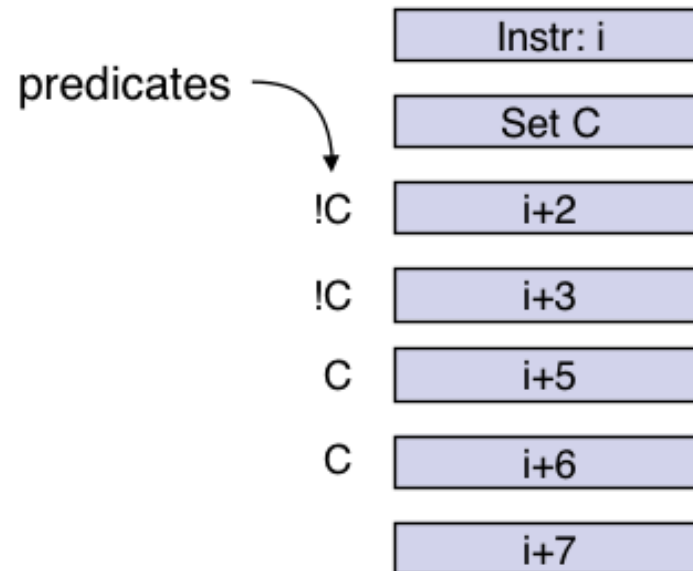 Instr: i
predicates
Set C
!C i+2
!C i+3
C i+5
C i+6
i+7